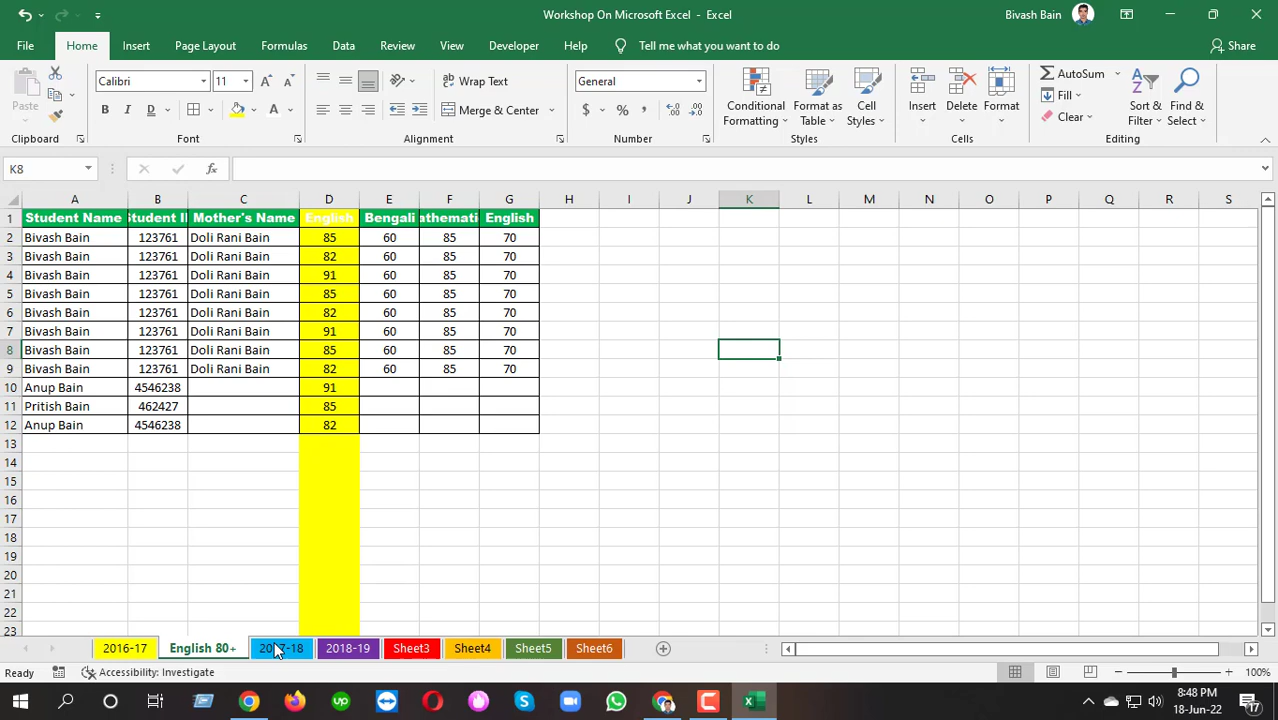 Workshop On Microsoft Excel - Excel
Bivash Bain
File Home Insert Page Layout Formulas Data Review View Developer Help Tell me what you want to do Share
Paste
Clipboard
Calibri 11
B I D A
Font
Wrap Text
Merge & Center
Alignment
General
$ % ,
Number
Conditional Formatting
Format as Table
Cell Styles
Styles
Insert
Delete
Format
Cells
AutoSum
Fill
Clear
Sort & Filter
Find & Select
Editing
K8
fx
A B C D E F G H I J K L M N O P Q R S
1 Student Name Student I Mother's Name English Bengali athemati English
2 Bivash Bain 123761 Doli Rani Bain 85 60 85 70
3 Bivash Bain 123761 Doli Rani Bain 82 60 85 70
4 Bivash Bain 123761 Doli Rani Bain 91 60 85 70
5 Bivash Bain 123761 Doli Rani Bain 85 60 85 70
6 Bivash Bain 123761 Doli Rani Bain 82 60 85 70
7 Bivash Bain 123761 Doli Rani Bain 91 60 85 70
8 Bivash Bain 123761 Doli Rani Bain 85 60 85 70
9 Bivash Bain 123761 Doli Rani Bain 82 60 85 70
10 Anup Bain 4546238 91
11 Pritish Bain 462427 85
12 Anup Bain 4546238 82
13
14
15
16
17
18
19
20
21
22
23
2016-17 English 80+ 2017-18 2018-19 Sheet3 Sheet4 Sheet5 Sheet6
Ready Accessibility: Investigate 100%
8:48 PM
18-Jun-22
17